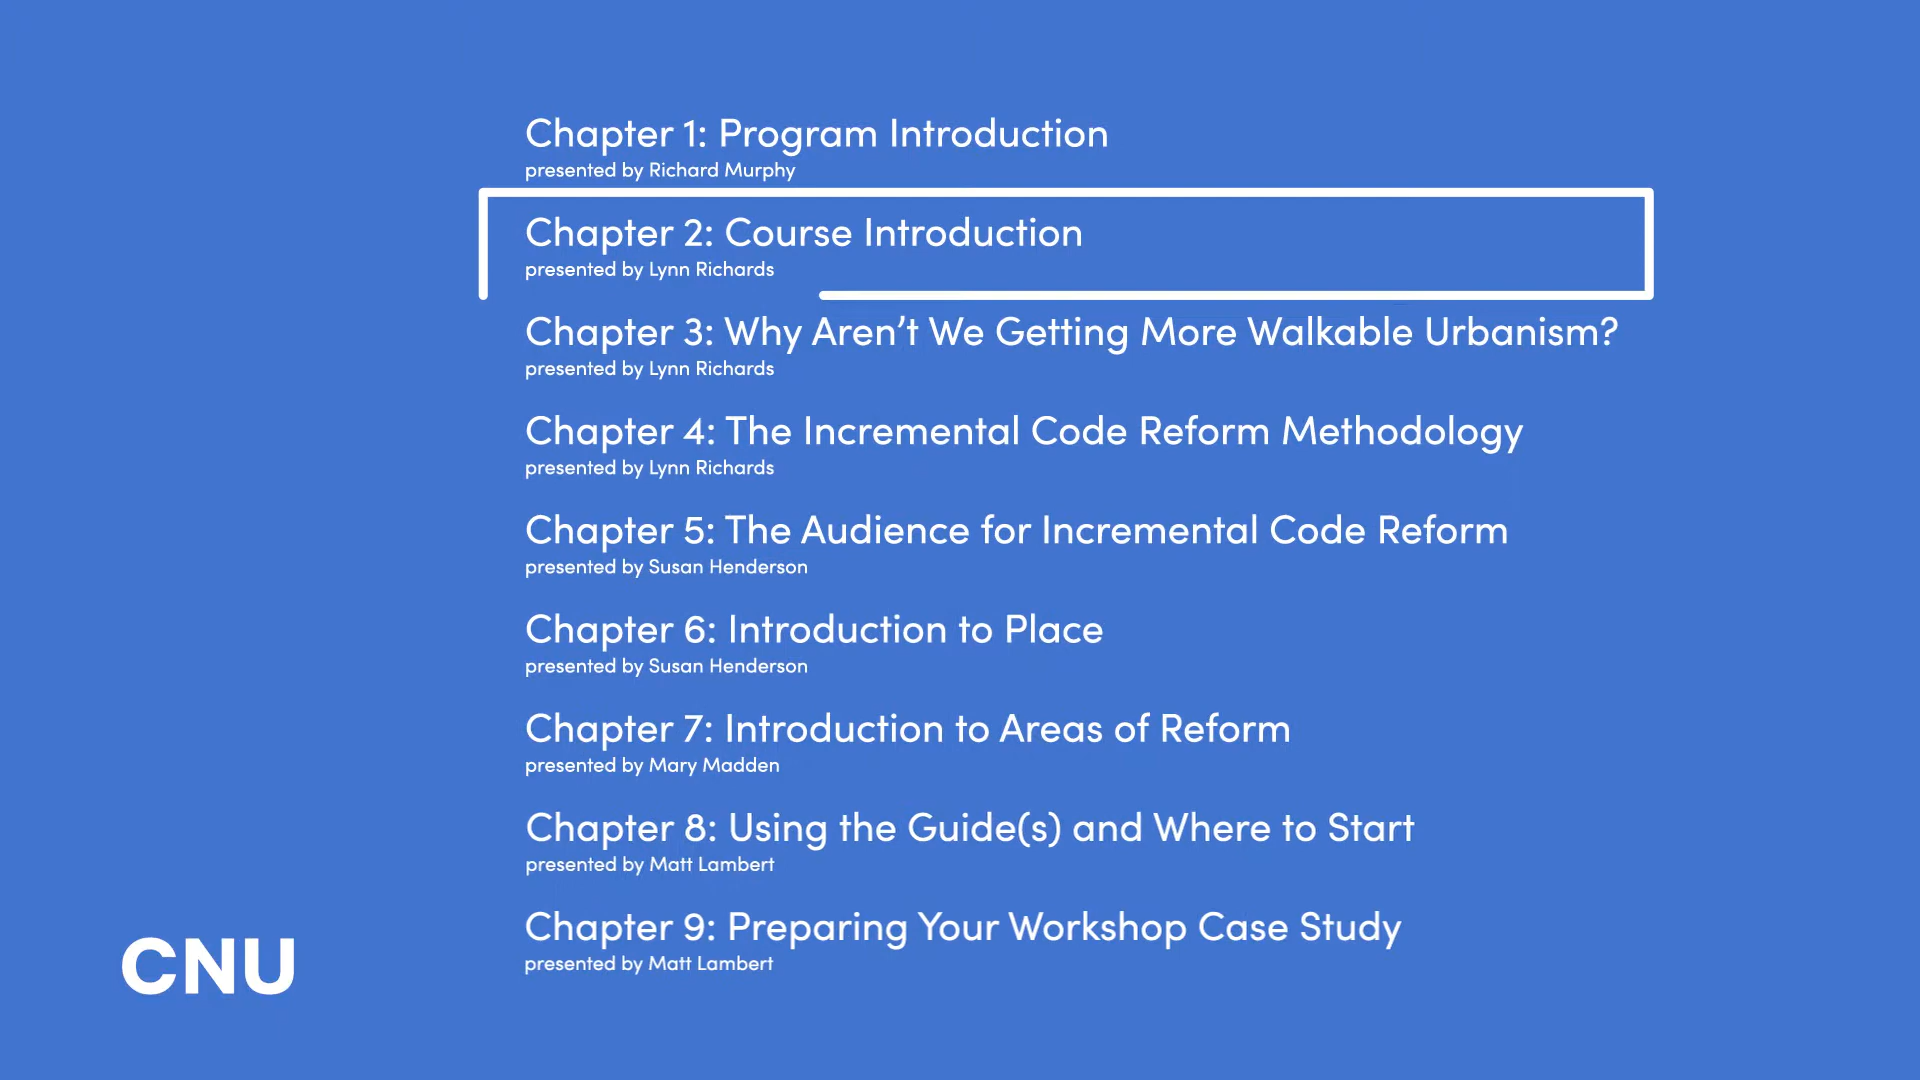 Chapter 1: Program Introduction
presented by Richard Murphy
Chapter 2: Course Introduction
presented by Lynn Richards
Chapter 3: Why Aren’t We Getting More Walkable Urbanism?
presented by Lynn Richards
Chapter 4: The Incremental Code Reform Methodology
presented by Lynn Richards
Chapter 5: The Audience for Incremental Code Reform
presented by Susan Henderson
Chapter 6: Introduction to Place
presented by Susan Henderson
Chapter 7: Introduction to Areas of Reform
presented by Mary Madden
Chapter 8: Using the Guide(s) and Where to Start
presented by Matt Lambert
Chapter 9: Preparing Your Workshop Case Study
presented by Matt Lambert
CNU